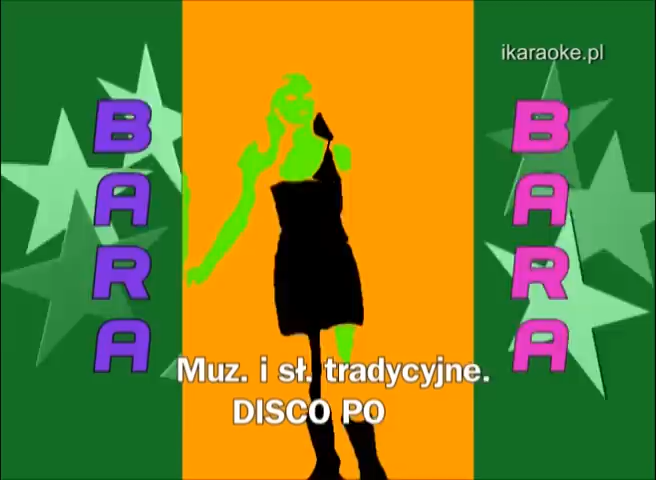 ikaraoke.pl
BARA
BARA
Muz. i sł. tradycyjne.
DISCO PO